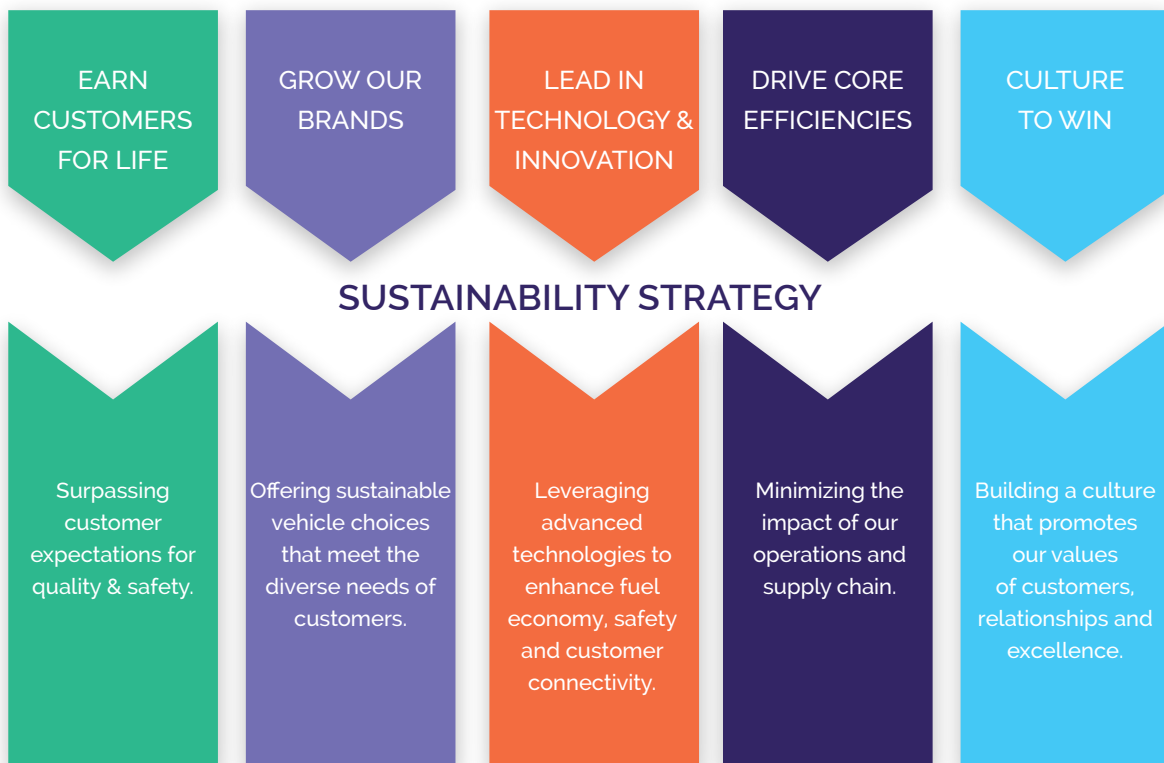 EARN
CUSTOMERS
FOR LIFE
GROW OUR
BRANDS
LEAD IN
TECHNOLOGY &
INNOVATION
DRIVE CORE
EFFICIENCIES
CULTURE
TO WIN
SUSTAINABILITY STRATEGY
Surpassing
customer
expectations for
quality & safety.
Offering sustainable
vehicle choices
that meet the
diverse needs of
customers.
Leveraging
advanced
technologies to
enhance fuel
economy, safety
and customer
connectivity.
Minimizing the
impact of our
operations and
supply chain.
Building a culture
that promotes
our values
of customers,
relationships and
excellence.